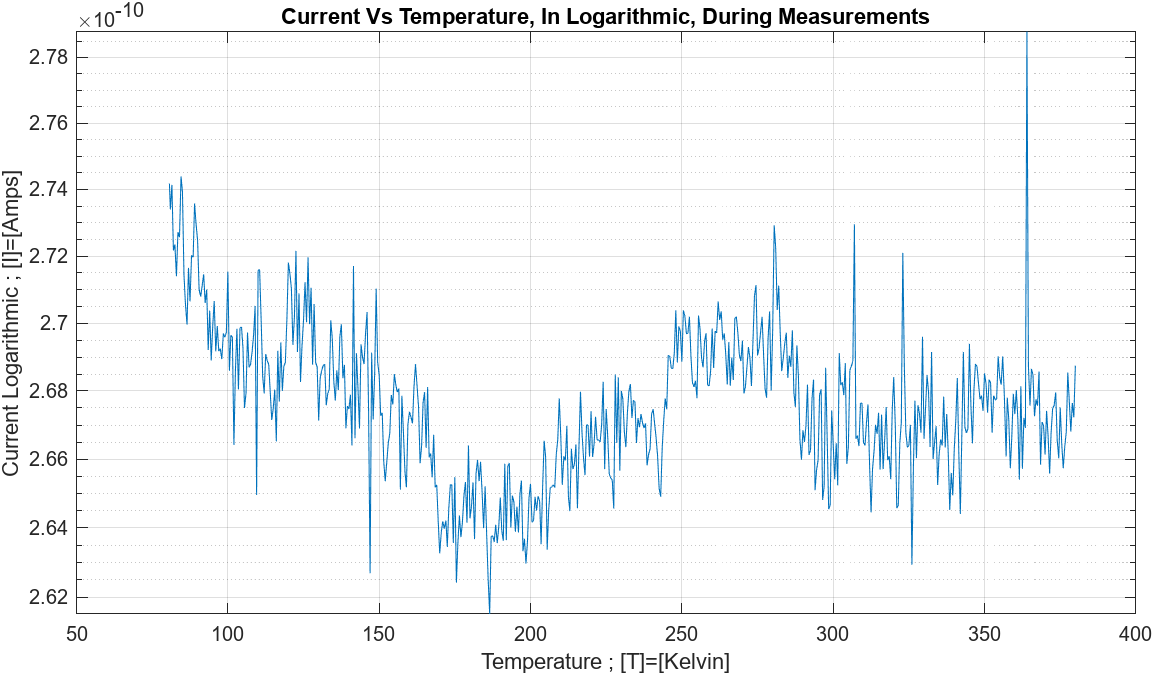 Current Vs Temperature, In Logarithmic, During Measurements
×10^-10
2.78
2.76
2.74
2.72
2.7
2.68
2.66
2.64
2.62
Current Logarithmic ; [I]=[Amps]
50 100 150 200 250 300 350 400
Temperature ; [T]=[Kelvin]